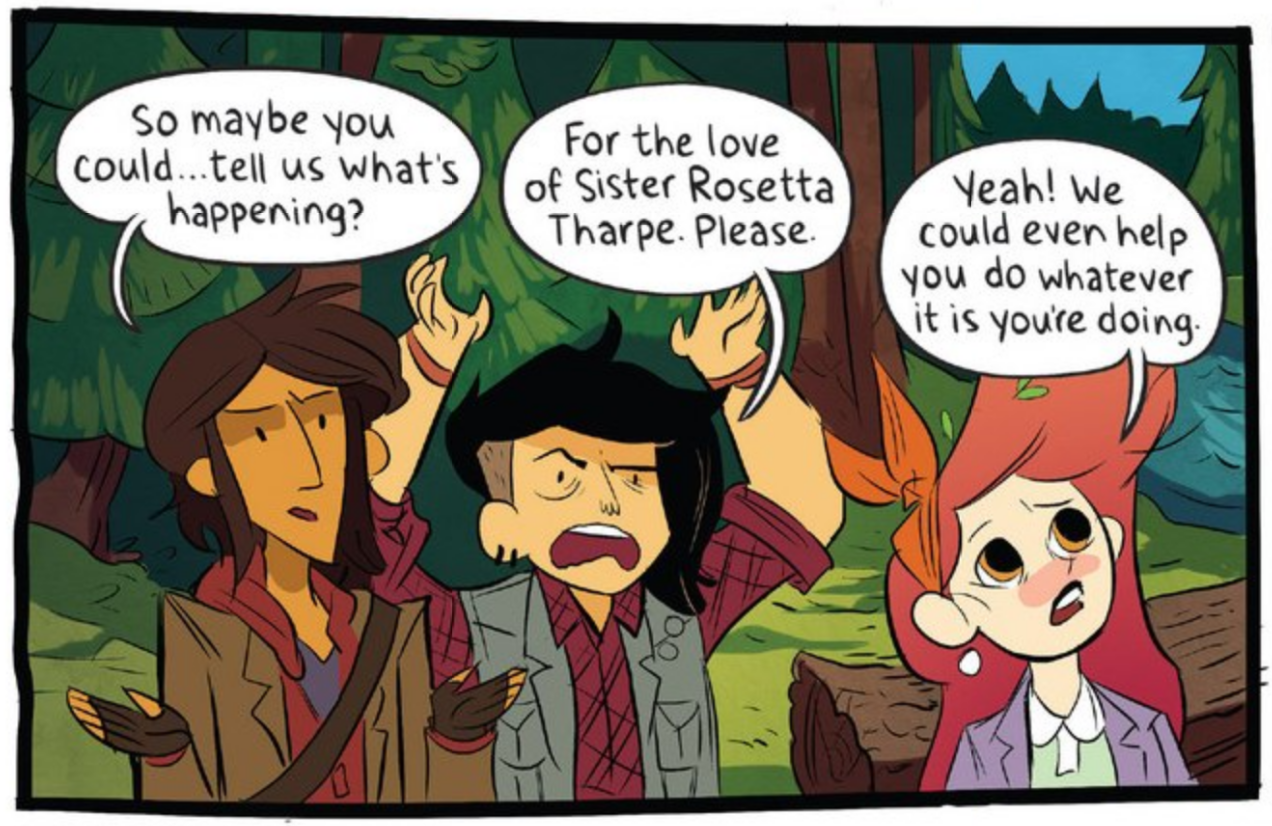 So maybe you
could...tell us what's
happening?
For the love
of Sister Rosetta
Tharpe. Please.
Yeah! We
could even help
you do whatever
it is you're doing.